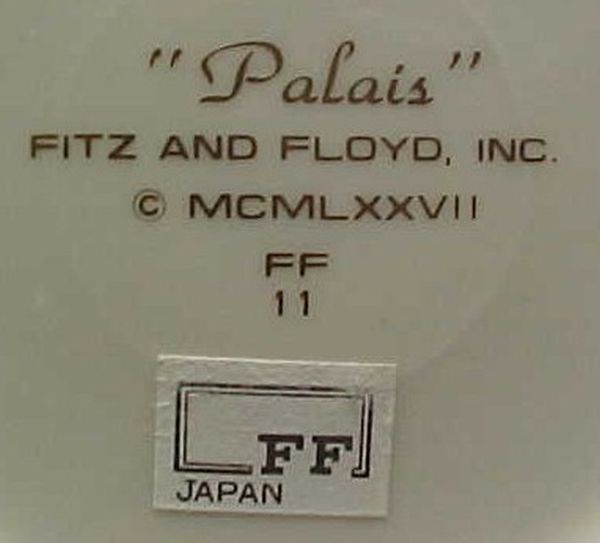 "Palais"
FITZ AND FLOYD, INC.
© MCMLXXVII
FF
11
FF
JAPAN